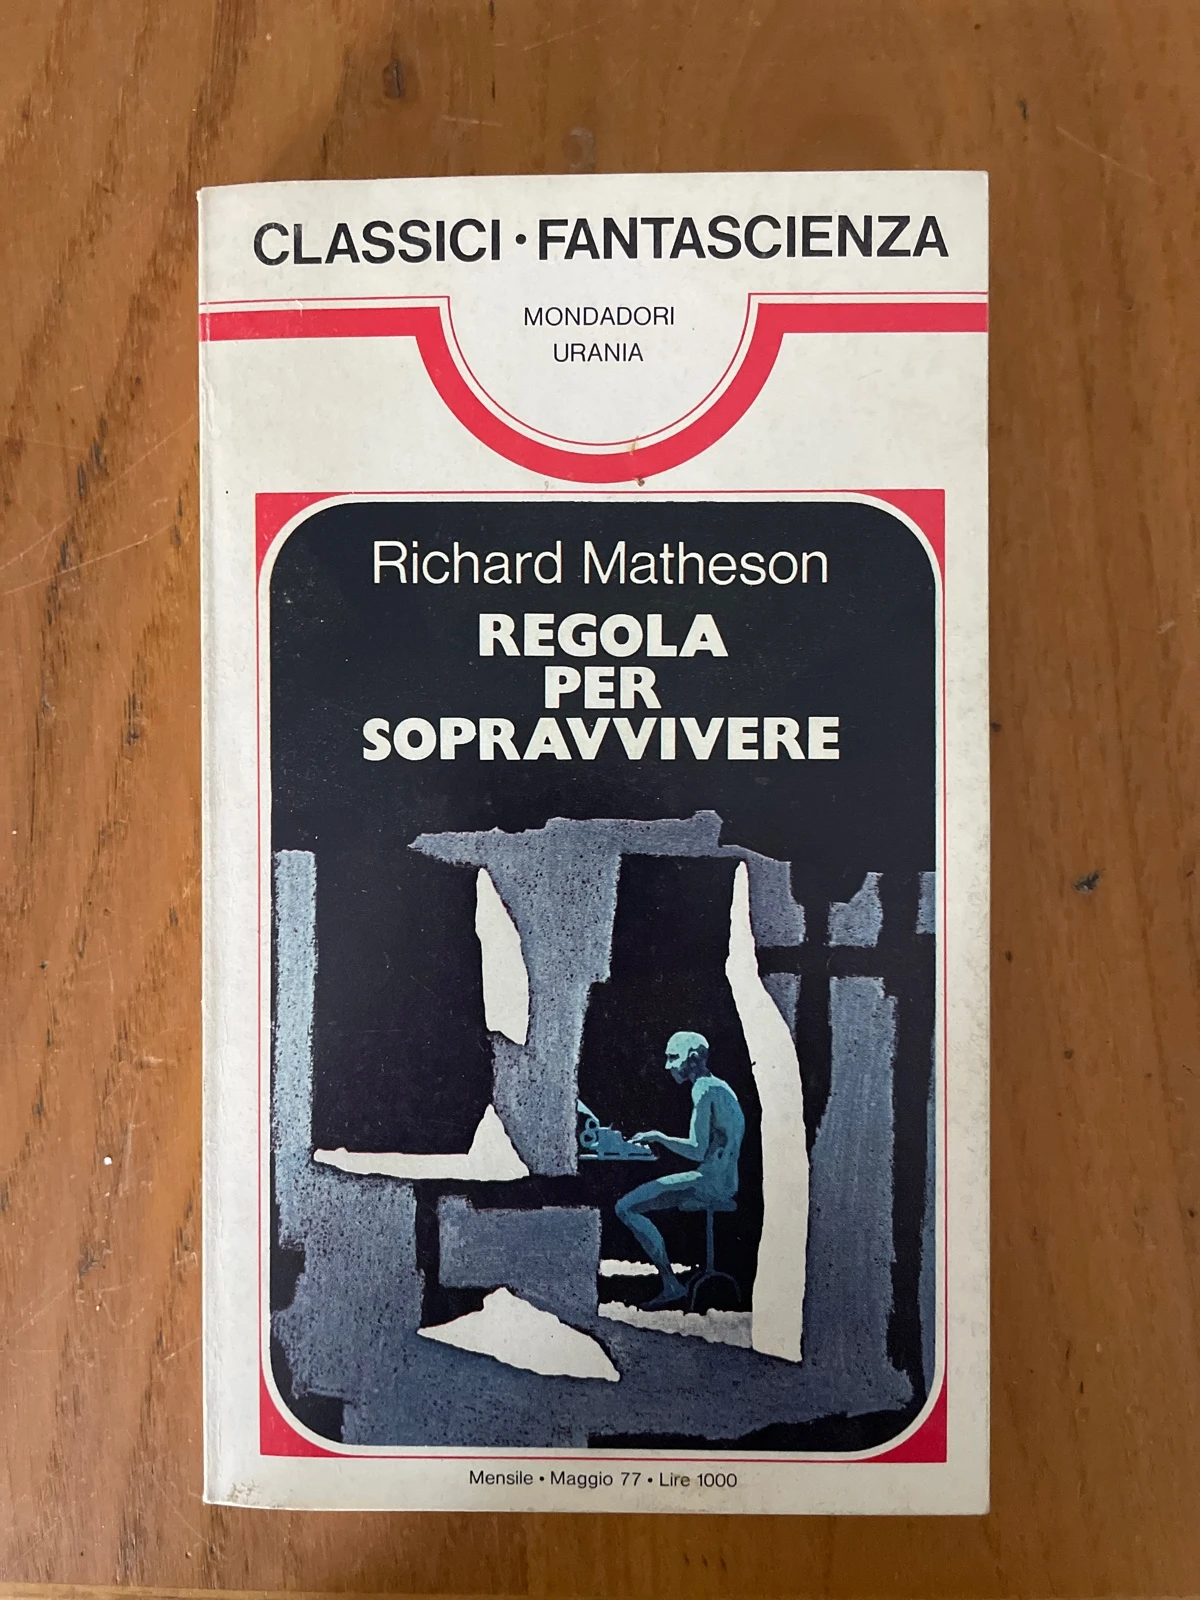 CLASSICI • FANTASCIENZA
MONDADORI
URANIA
Richard Matheson
REGOLA
PER
SOPRAVVIVERE
Mensile • Maggio 77 • Lire 1000